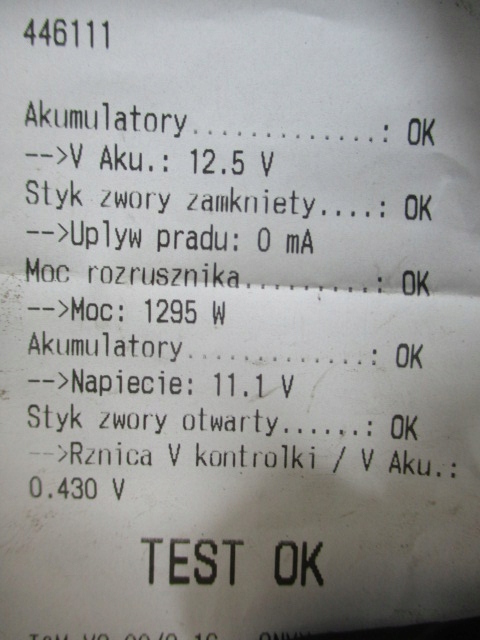 446111
Akumulatory..............: OK
-->V Aku.: 12.5 V
Styk zwory zamkniety....: OK
-->Uplyw pradu: 0 mA
Moc rozrusznika.........: OK
-->Moc: 1295 W
Akumulatory.............: OK
-->Napiecie: 11.1 V
Styk zwory otwarty......: OK
-->Rznica V kontrolki / V Aku.:
0.430 V
TEST OK